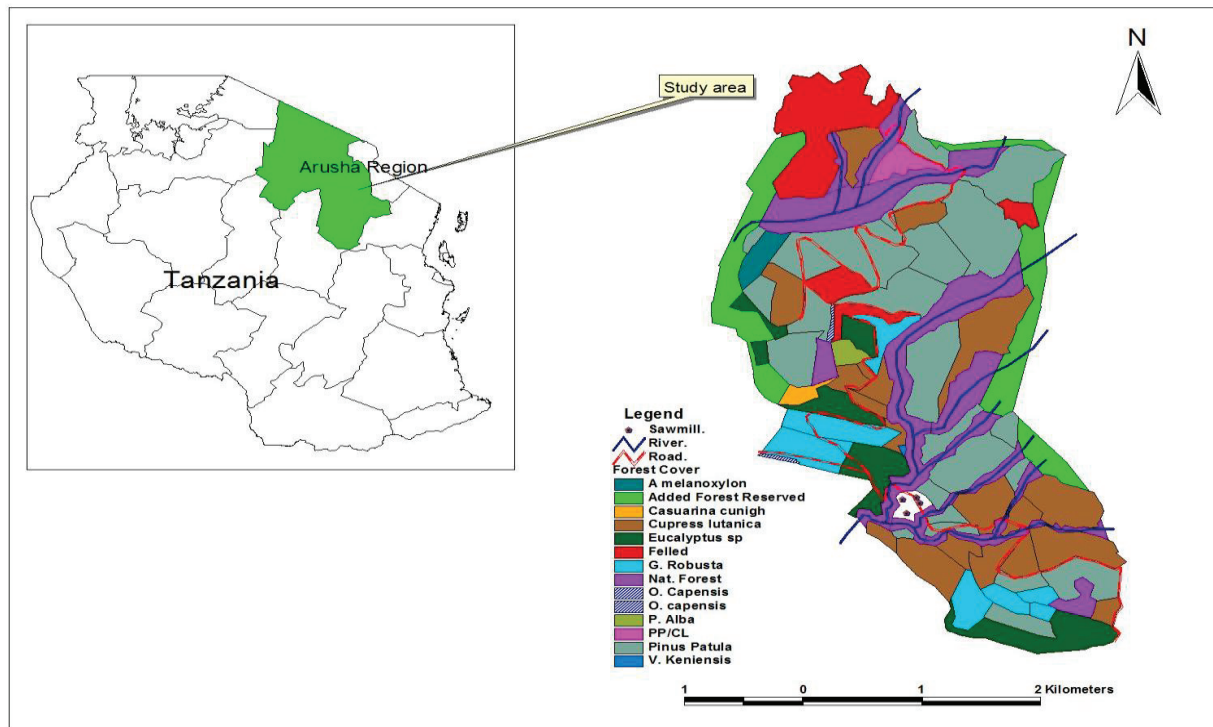 N
Study area
Arusha Region
Tanzania
Legend
Sawmill.
River.
Road.
Forest Cover
A melanoxylon
Added Forest Reserved
Casuarina cunigh
Cupress lutanica
Eucalyptus sp
Felled
G. Robusta
Nat. Forest
O. Capensis
O. capensis
P. Alba
PP/CL
Pinus Patula
V. Keniensis
1 0 1 2 Kilometers